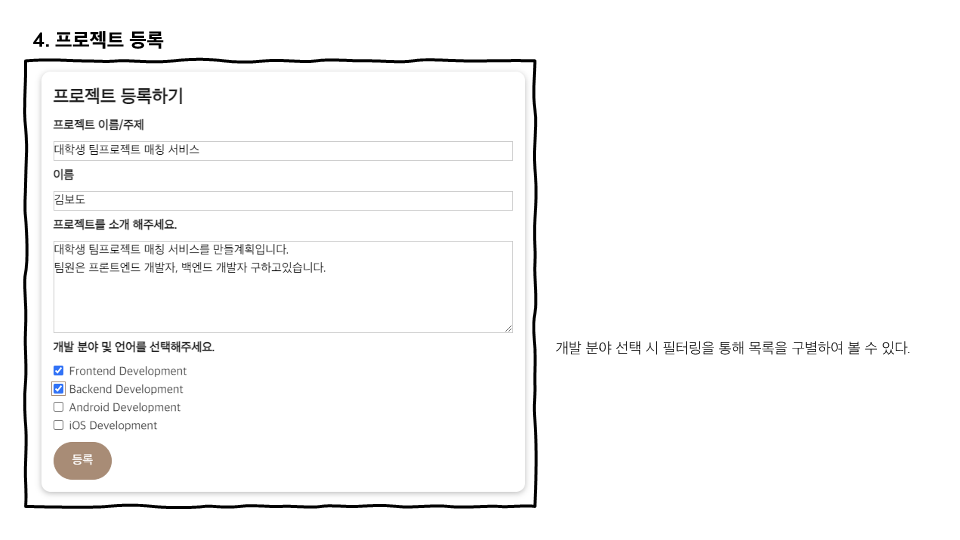 4. 프로젝트 등록
프로젝트 등록하기
프로젝트 이름/주제
대학생 팀프로젝트 매칭 서비스
이름
김보도
프로젝트를 소개 해주세요.
대학생 팀프로젝트 매칭 서비스를 만들계획입니다.
팀원은 프론트엔드 개발자, 백엔드 개발자 구하고있습니다.
개발 분야 및 언어를 선택해주세요.
Frontend Development
Backend Development
Android Development
iOS Development
등록
개발 분야 선택 시 필터링을 통해 목록을 구별하여 볼 수 있다.